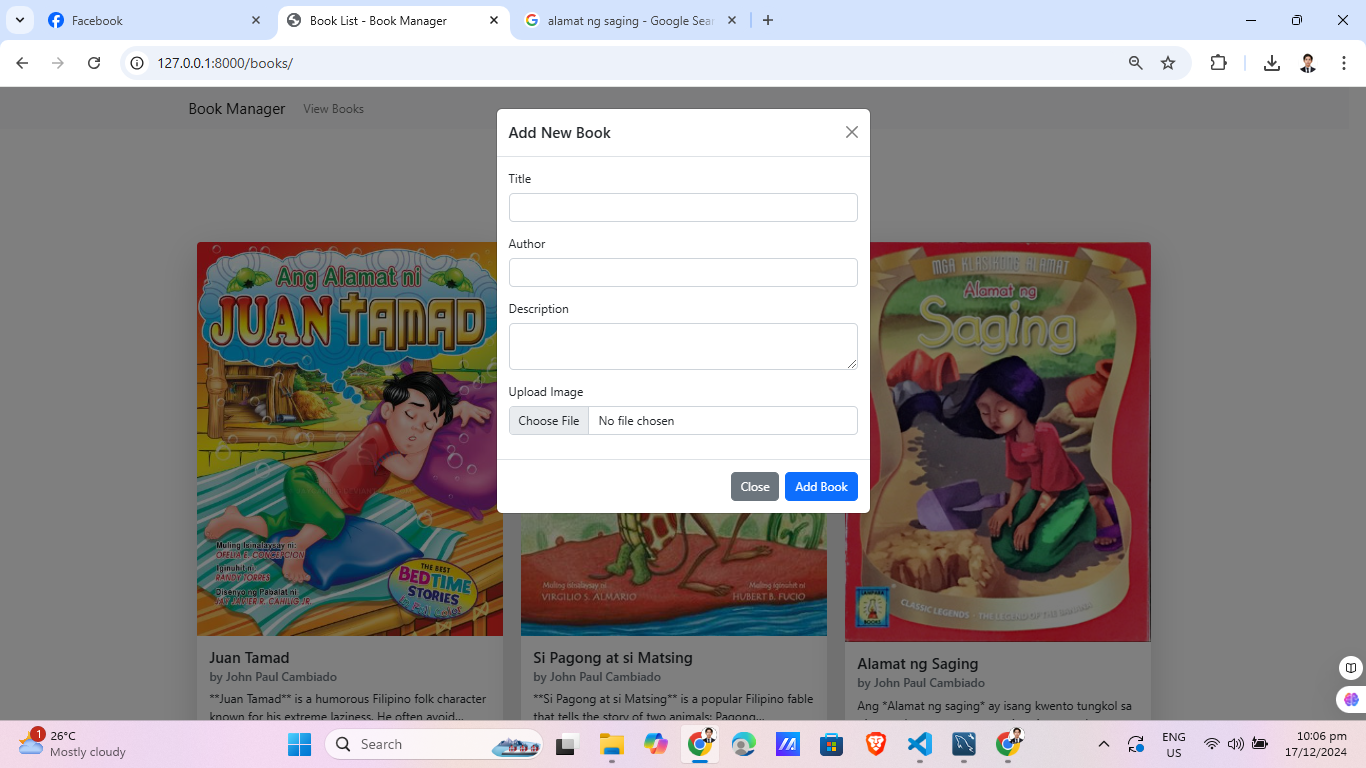 Facebook
Book List - Book Manager
alamat ng saging - Google Sear
127.0.0.1:8000/books/
Book Manager
View Books
Add New Book
Title
Author
Description
Upload Image
Choose File
No file chosen
Close
Add Book
Ang Alamat ni
JUAN TAMAD
Muling Isinalaysay ni:
OFELIA E. CONCEPCION
Iginuhit ni:
RANDY TORRES
Disenyo ng Pabalat ni:
THE BEST
BEDTIME
STORIES
Juan Tamad
by John Paul Cambiado
**Juan Tamad** is a humorous Filipino folk character
known for his extreme laziness. He often avoid...
Muling isinalaysay ni
VIRGILIO S. ALMARIO
Muling iginuhit ni
HUBERT B. FUCIO
Si Pagong at si Matsing
by John Paul Cambiado
**Si Pagong at si Matsing** is a popular Filipino fable
that tells the story of two animals: Pagong...
MGA KLASIKONG ALAMAT
Alamat ng
Saging
BOOKS
CLASSIC LEGENDS - THE LEGEND OF THE BANANA
Alamat ng Saging
by John Paul Cambiado
Ang *Alamat ng saging* ay isang kwento tungkol sa
1
26°C
Mostly cloudy
Search
ENG
US
10:06 pm
17/12/2024